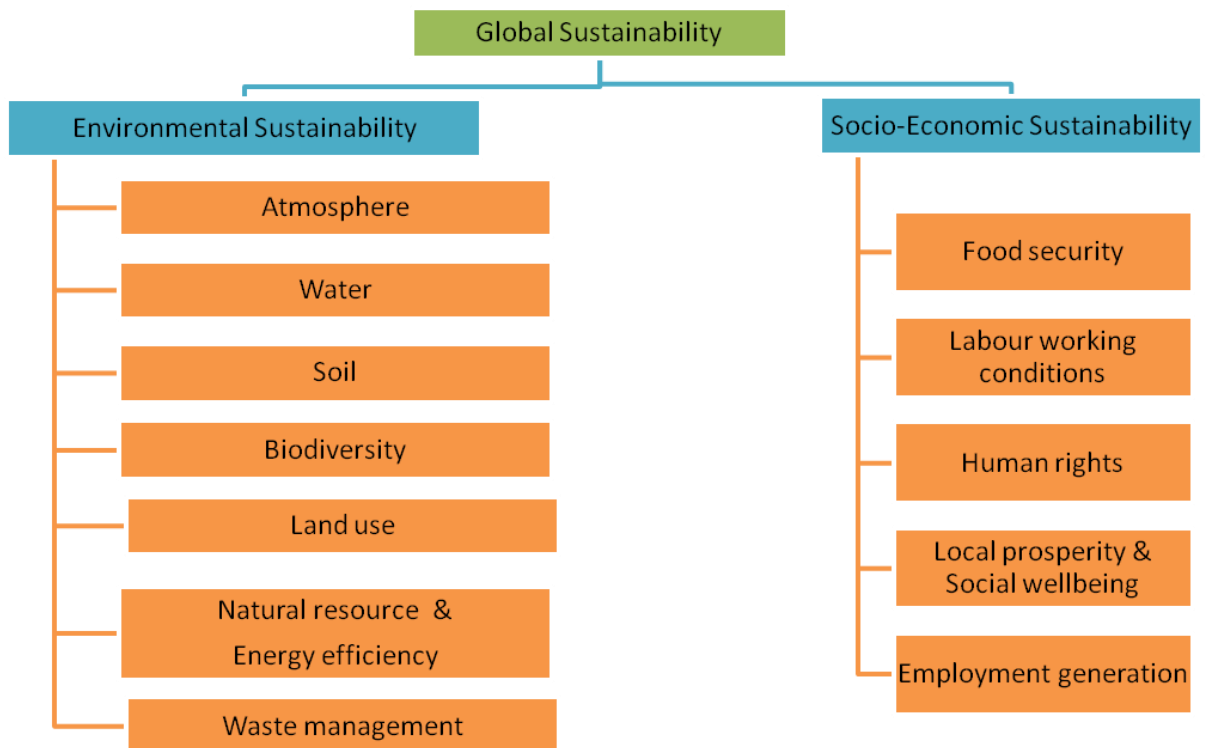 Global Sustainability
Environmental Sustainability
Atmosphere
Water
Soil
Biodiversity
Land use
Natural resource &
Energy efficiency
Waste management
Socio-Economic Sustainability
Food security
Labour working
conditions
Human rights
Local prosperity &
Social wellbeing
Employment generation